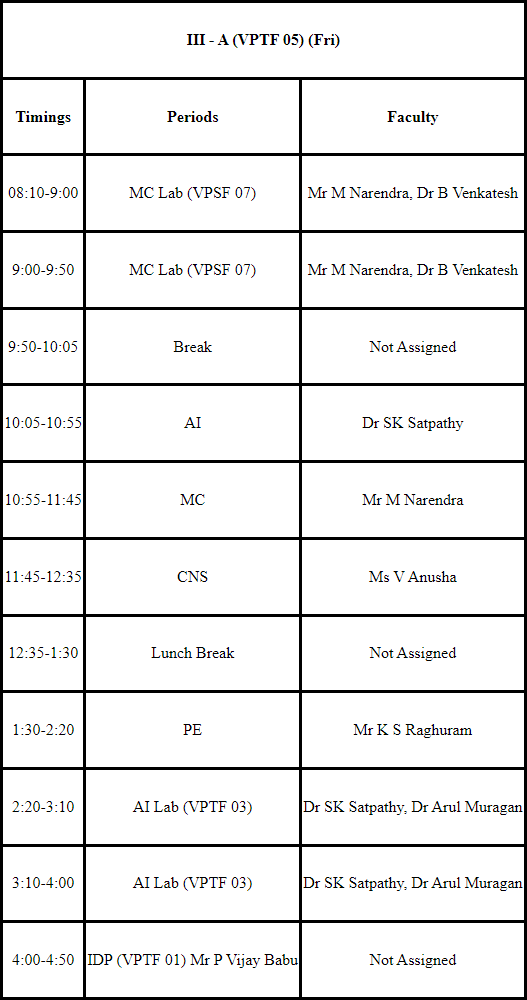 III - A (VPTF 05) (Fri)
Timings Periods Faculty
08:10-9:00 MC Lab (VPSF 07) Mr M Narendra, Dr B Venkatesh
9:00-9:50 MC Lab (VPSF 07) Mr M Narendra, Dr B Venkatesh
9:50-10:05 Break Not Assigned
10:05-10:55 AI Dr SK Satpathy
10:55-11:45 MC Mr M Narendra
11:45-12:35 CNS Ms V Anusha
12:35-1:30 Lunch Break Not Assigned
1:30-2:20 PE Mr K S Raghuram
2:20-3:10 AI Lab (VPTF 03) Dr SK Satpathy, Dr Arul Muragan
3:10-4:00 AI Lab (VPTF 03) Dr SK Satpathy, Dr Arul Muragan
4:00-4:50 IDP (VPTF 01) Mr P Vijay Babu Not Assigned